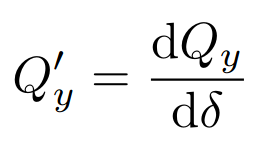 Q′_y = dQ_y / dδ